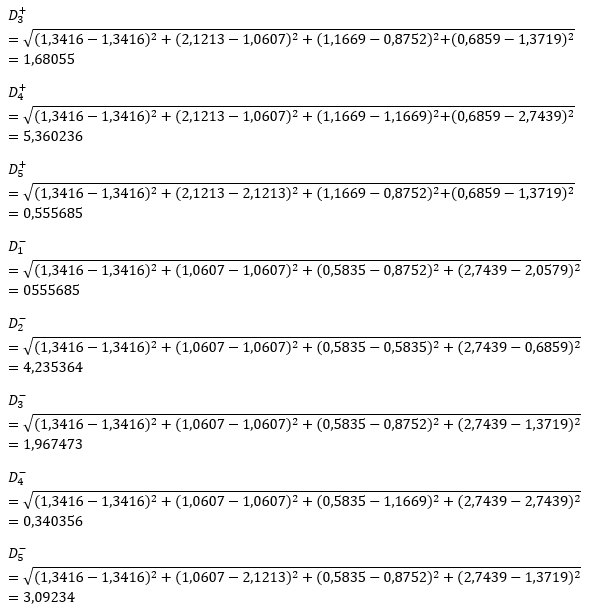 D₃⁺
= √(1,3416 − 1,3416)² + (2,1213 − 1,0607)² + (1,1669 − 0,8752)²+(0,6859 − 1,3719)²
= 1,68055
D₄⁺
= √(1,3416 − 1,3416)² + (2,1213 − 1,0607)² + (1,1669 − 1,1669)²+(0,6859 − 2,7439)²
= 5,360236
D₅⁺
= √(1,3416 − 1,3416)² + (2,1213 − 2,1213)² + (1,1669 − 0,8752)²+(0,6859 − 1,3719)²
= 0,555685
D₁⁻
= √(1,3416 − 1,3416)² + (1,0607 − 1,0607)² + (0,5835 − 0,8752)² + (2,7439 − 2,0579)²
= 0555685
D₂⁻
= √(1,3416 − 1,3416)² + (1,0607 − 1,0607)² + (0,5835 − 0,5835)² + (2,7439 − 0,6859)²
= 4,235364
D₃⁻
= √(1,3416 − 1,3416)² + (1,0607 − 1,0607)² + (0,5835 − 0,8752)² + (2,7439 − 1,3719)²
= 1,967473
D₄⁻
= √(1,3416 − 1,3416)² + (1,0607 − 1,0607)² + (0,5835 − 1,1669)² + (2,7439 − 2,7439)²
= 0,340356
D₅⁻
= √(1,3416 − 1,3416)² + (1,0607 − 2,1213)² + (0,5835 − 0,8752)² + (2,7439 − 1,3719)²
= 3,09234